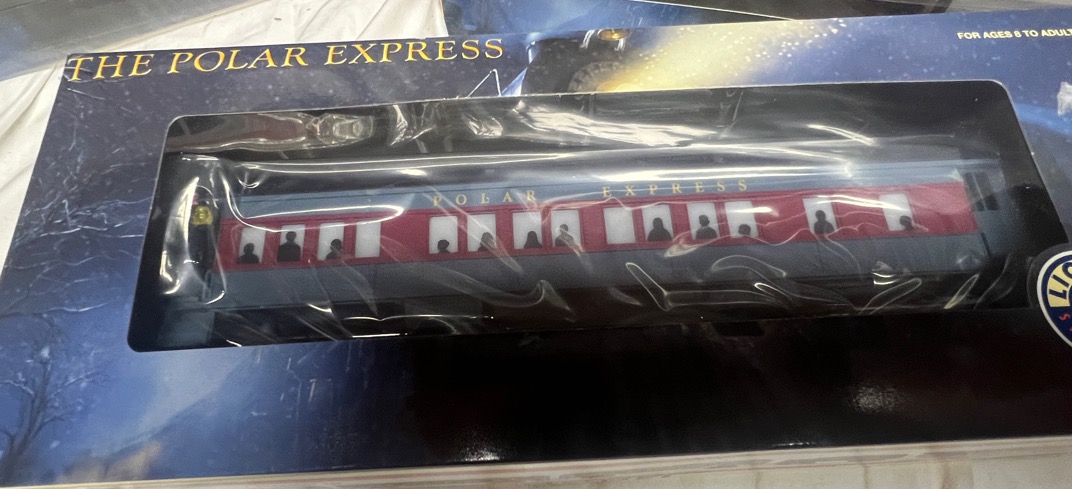 THE POLAR EXPRESS
FOR AGES 8 TO ADULT
POLAR EXPRESS